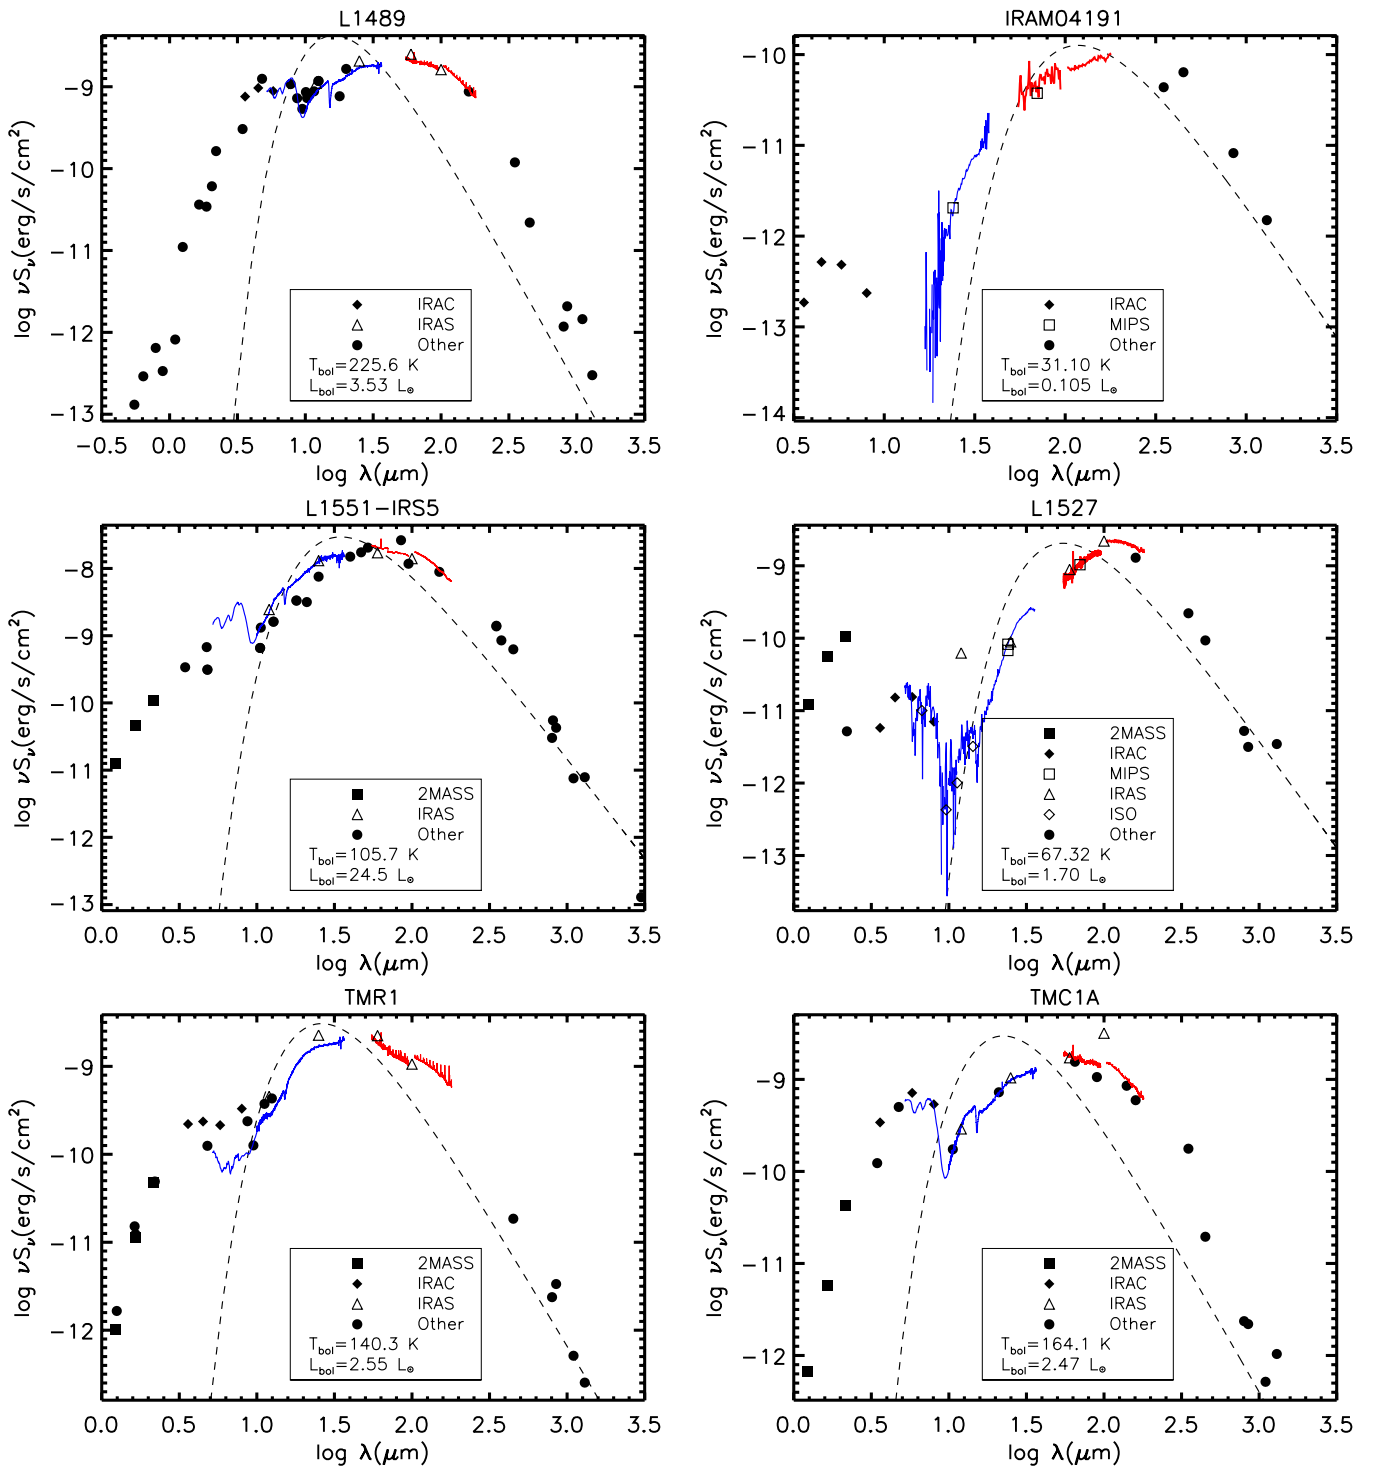 L1489
log νSν(erg/s/cm²)
−9
−10
−11
−12
−13
IRAC
IRAS
Other
Tbol=225.6 K
Lbol=3.53 L⊙
−0.5 0.0 0.5 1.0 1.5 2.0 2.5 3.0 3.5
log λ(μm)
IRAM04191
log νSν(erg/s/cm²)
−10
−11
−12
−13
−14
IRAC
MIPS
Other
Tbol=31.10 K
Lbol=0.105 L⊙
0.5 1.0 1.5 2.0 2.5 3.0 3.5
log λ(μm)
L1551−IRS5
log νSν(erg/s/cm²)
−8
−9
−10
−11
−12
−13
2MASS
IRAS
Other
Tbol=105.7 K
Lbol=24.5 L⊙
0.0 0.5 1.0 1.5 2.0 2.5 3.0 3.5
log λ(μm)
L1527
log νSν(erg/s/cm²)
−9
−10
−11
−12
−13
2MASS
IRAC
MIPS
IRAS
ISO
Other
Tbol=67.32 K
Lbol=1.70 L⊙
0.0 0.5 1.0 1.5 2.0 2.5 3.0 3.5
log λ(μm)
TMR1
log νSν(erg/s/cm²)
−9
−10
−11
−12
2MASS
IRAC
IRAS
Other
Tbol=140.3 K
Lbol=2.55 L⊙
0.0 0.5 1.0 1.5 2.0 2.5 3.0 3.5
log λ(μm)
TMC1A
log νSν(erg/s/cm²)
−9
−10
−11
−12
2MASS
IRAC
IRAS
Other
Tbol=164.1 K
Lbol=2.47 L⊙
0.0 0.5 1.0 1.5 2.0 2.5 3.0 3.5
log λ(μm)